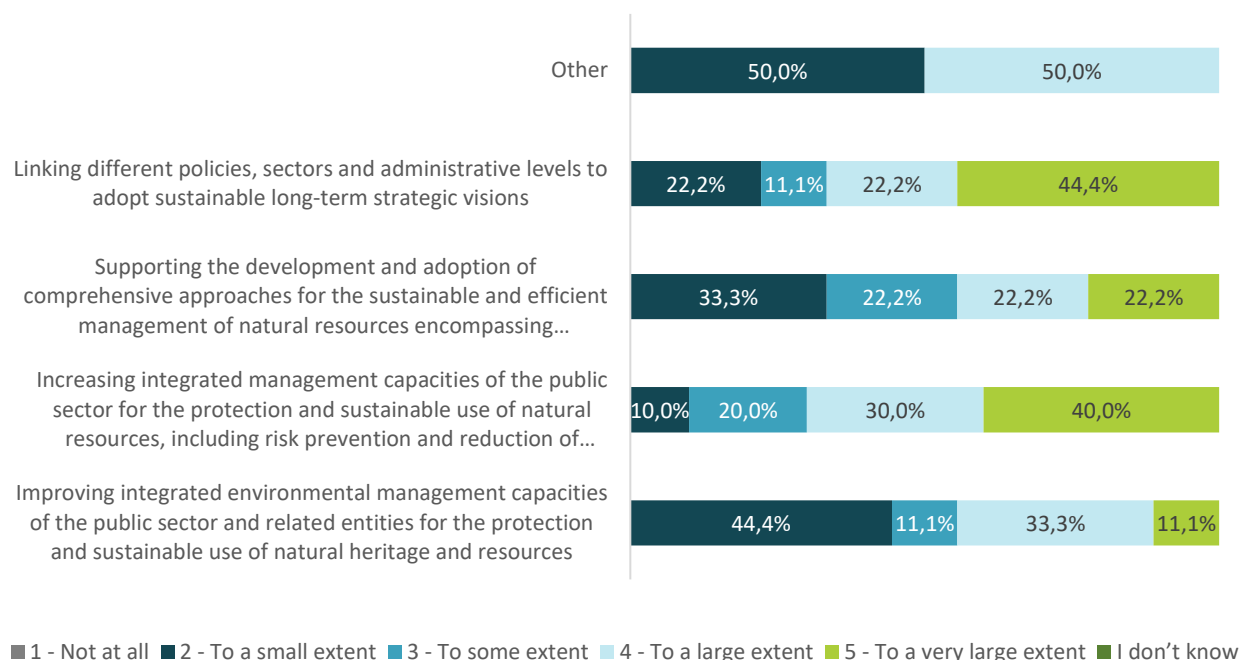 Other
50,0% 50,0%
Linking different policies, sectors and administrative levels to
adopt sustainable long-term strategic visions
22,2% 11,1% 22,2% 44,4%
Supporting the development and adoption of
comprehensive approaches for the sustainable and efficient
management of natural resources encompassing...
33,3% 22,2% 22,2% 22,2%
Increasing integrated management capacities of the public
sector for the protection and sustainable use of natural
resources, including risk prevention and reduction of...
10,0% 20,0% 30,0% 40,0%
Improving integrated environmental management capacities
of the public sector and related entities for the protection
and sustainable use of natural heritage and resources
44,4% 11,1% 33,3% 11,1%
1 - Not at all 2 - To a small extent 3 - To some extent 4 - To a large extent 5 - To a very large extent I don't know